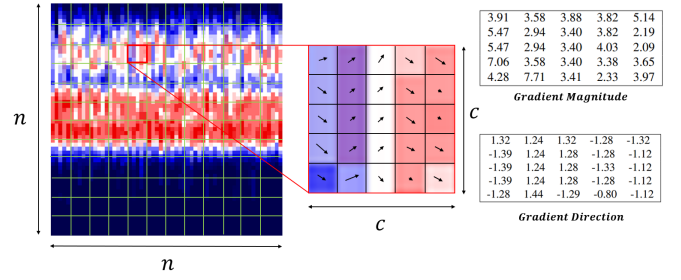 n
n
C
C
3.91 3.58 3.88 3.82 5.14
5.47 2.94 3.40 3.82 2.19
5.47 2.94 3.40 4.03 2.09
7.06 3.58 3.40 3.38 3.65
4.28 7.71 3.41 2.33 3.97
Gradient Magnitude
1.32 1.24 1.32 -1.28 -1.32
-1.39 1.24 1.28 -1.28 -1.12
-1.39 1.24 1.28 -1.33 -1.12
-1.39 1.24 1.28 -1.28 -1.12
-1.28 1.44 -1.29 -0.80 -1.12
Gradient Direction